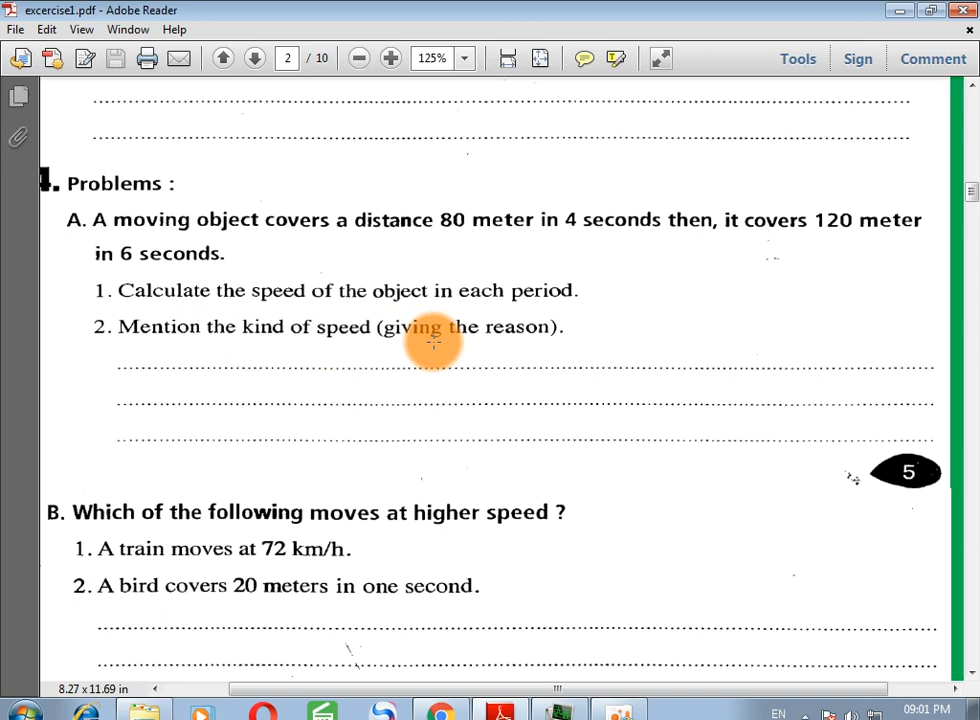 excercise1.pdf - Adobe Reader
File Edit View Window Help
2 / 10 125% Tools Sign Comment
4. Problems :
A. A moving object covers a distance 80 meter in 4 seconds then, it covers 120 meter
in 6 seconds.
1. Calculate the speed of the object in each period.
2. Mention the kind of speed (giving the reason).
5
B. Which of the following moves at higher speed ?
1. A train moves at 72 km/h.
2. A bird covers 20 meters in one second.
8.27 x 11.69 in
EN 09:01 PM